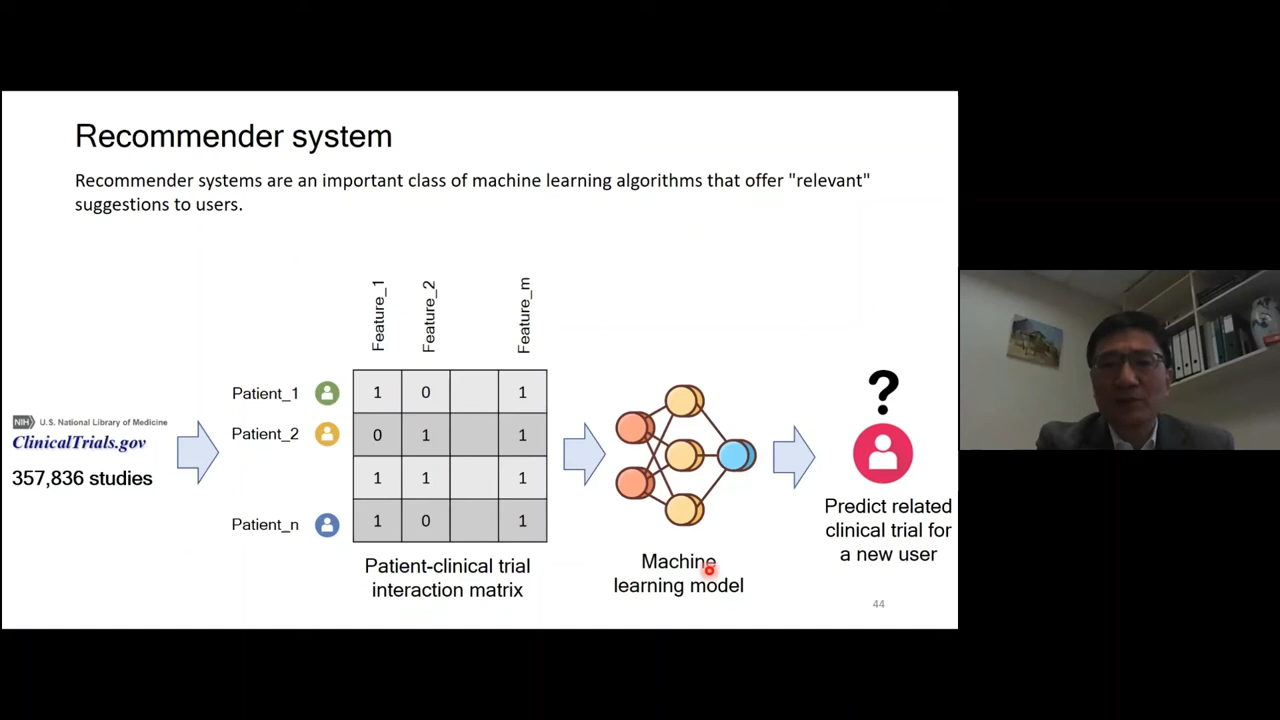 Recommender system
Recommender systems are an important class of machine learning algorithms that offer "relevant"
suggestions to users.
Feature_1
Feature_2
Feature_m
NIH U.S. National Library of Medicine
ClinicalTrials.gov
357,836 studies
Patient_1 1 0 1
Patient_2 0 1 1
1 1 1
Patient_n 1 0 1
Patient-clinical trial
interaction matrix
Machine
learning model
?
Predict related
clinical trial for
a new user
44